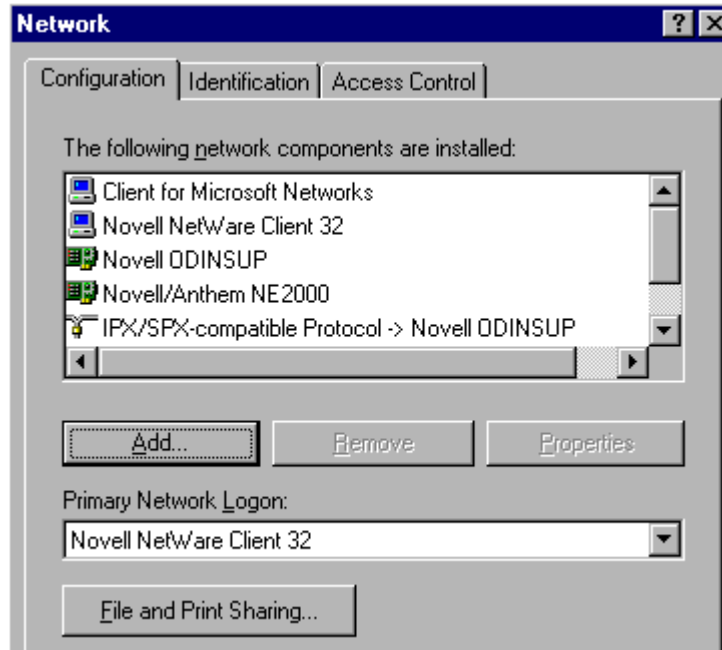 Network
Configuration Identification Access Control
The following network components are installed:
Client for Microsoft Networks
Novell NetWare Client 32
Novell ODINSUP
Novell/Anthem NE2000
IPX/SPX-compatible Protocol -> Novell ODINSUP
Add... Remove Properties
Primary Network Logon:
Novell NetWare Client 32
File and Print Sharing...